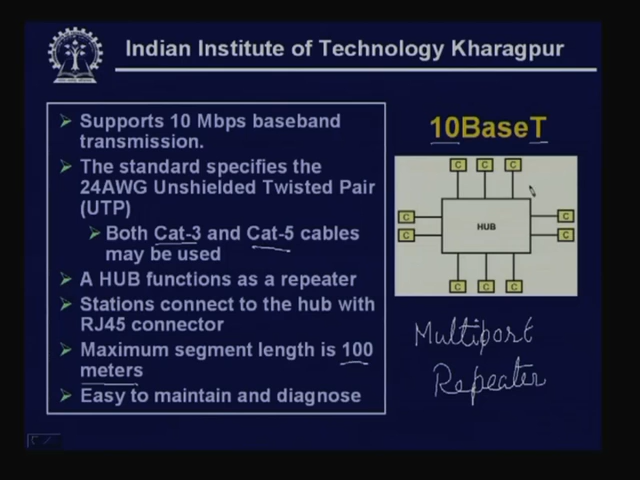 Indian Institute of Technology Kharagpur
Supports 10 Mbps baseband
transmission.
The standard specifies the
24AWG Unshielded Twisted Pair
(UTP)
Both Cat-3 and Cat-5 cables
may be used
A HUB functions as a repeater
Stations connect to the hub with
RJ45 connector
Maximum segment length is 100
meters
Easy to maintain and diagnose
10BaseT
C C C
C C
HUB
C C
C C C
Multiport
Repeater